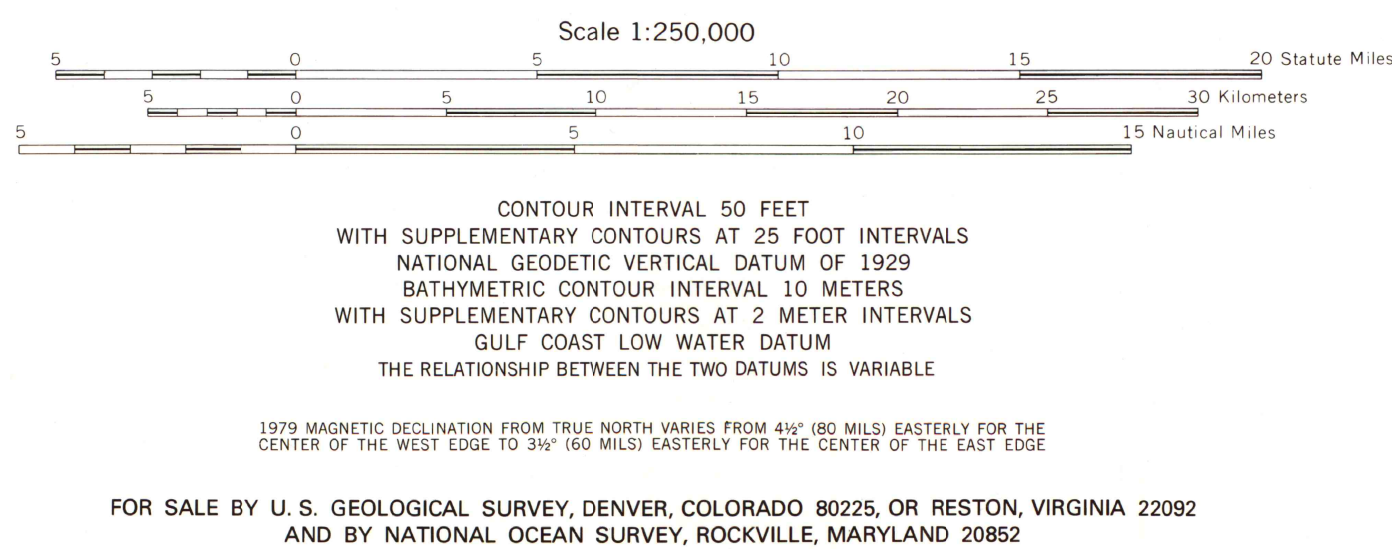 Scale 1:250,000
5 0 5 10 15 20 Statute Miles
5 0 5 10 15 20 25 30 Kilometers
5 0 5 10 15 Nautical Miles
CONTOUR INTERVAL 50 FEET
WITH SUPPLEMENTARY CONTOURS AT 25 FOOT INTERVALS
NATIONAL GEODETIC VERTICAL DATUM OF 1929
BATHYMETRIC CONTOUR INTERVAL 10 METERS
WITH SUPPLEMENTARY CONTOURS AT 2 METER INTERVALS
GULF COAST LOW WATER DATUM
THE RELATIONSHIP BETWEEN THE TWO DATUMS IS VARIABLE
1979 MAGNETIC DECLINATION FROM TRUE NORTH VARIES FROM 4½° (80 MILS) EASTERLY FOR THE
CENTER OF THE WEST EDGE TO 3½° (60 MILS) EASTERLY FOR THE CENTER OF THE EAST EDGE
FOR SALE BY U. S. GEOLOGICAL SURVEY, DENVER, COLORADO 80225, OR RESTON, VIRGINIA 22092
AND BY NATIONAL OCEAN SURVEY, ROCKVILLE, MARYLAND 20852